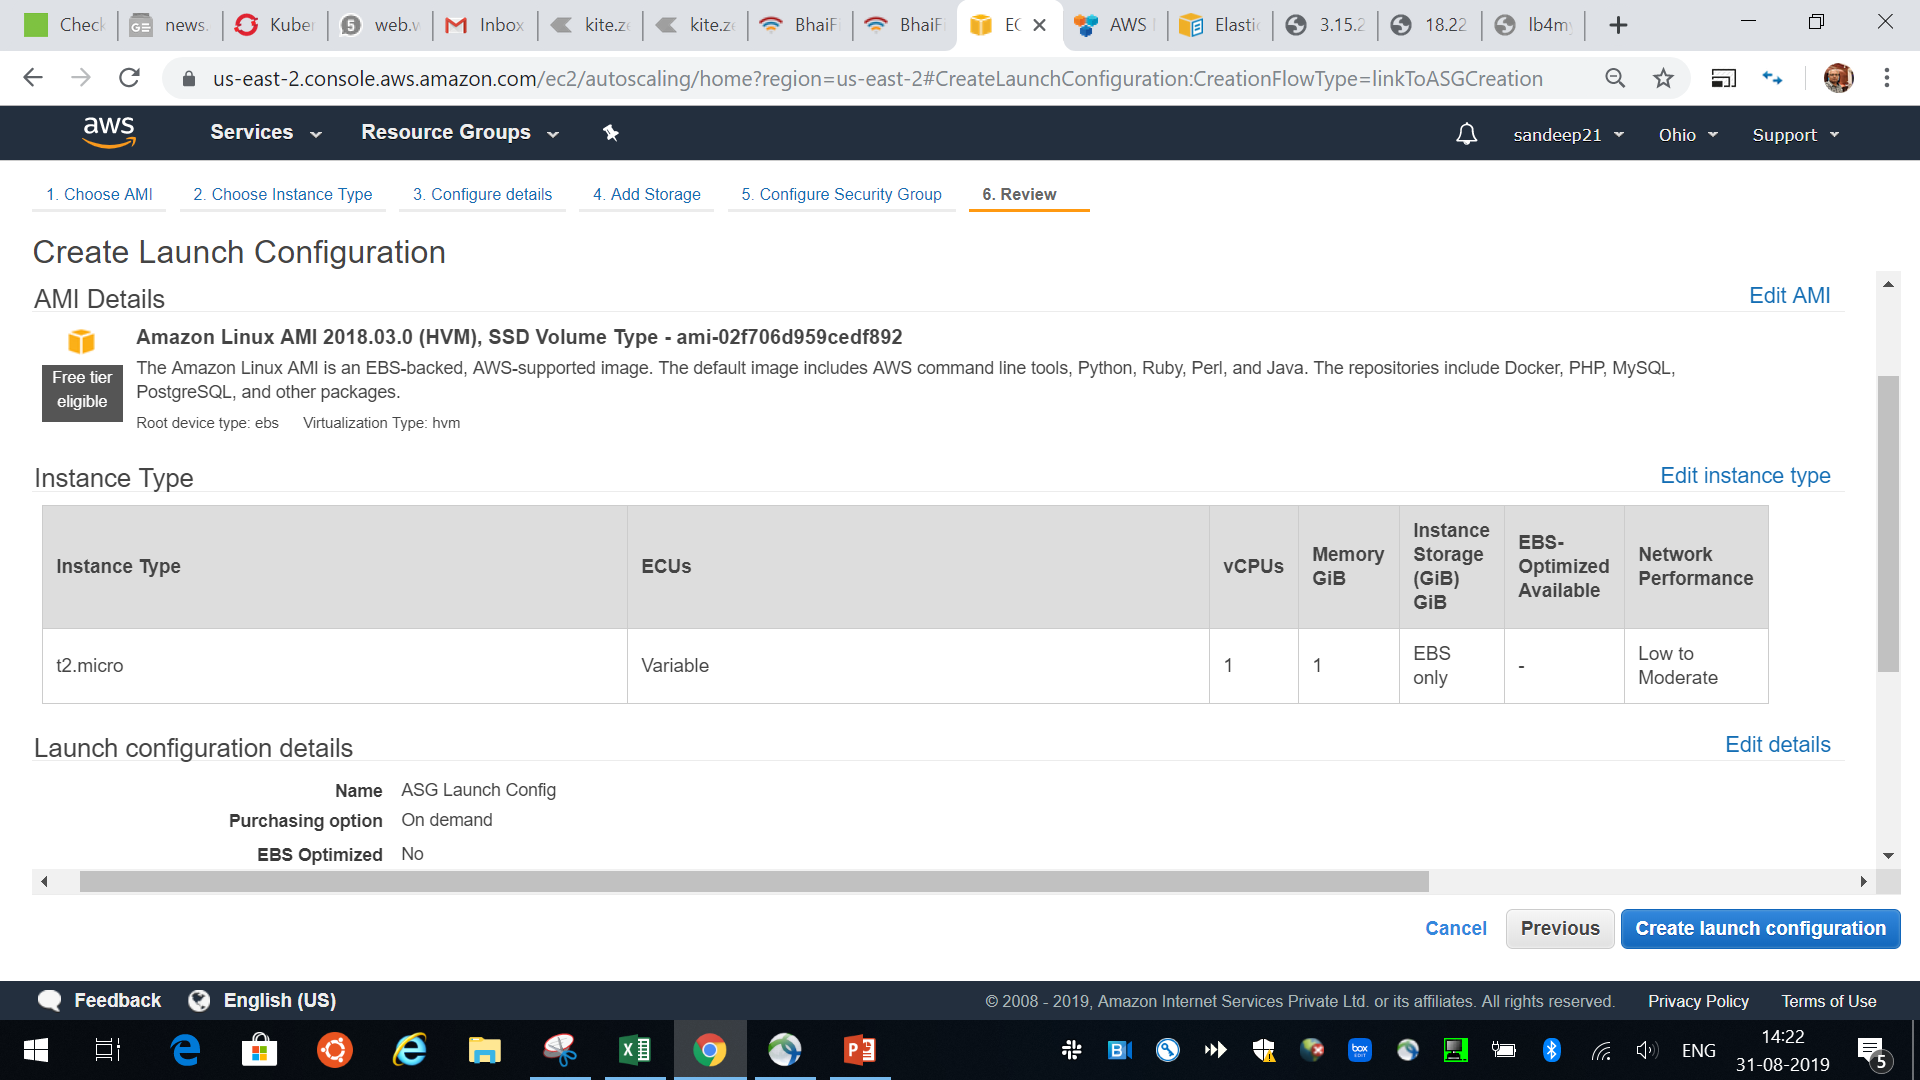 Check
news.
Kuber
web.w
Inbox
kite.ze
kite.ze
BhaiFi
BhaiFi
EC
AWS
Elastic
3.15.2
18.22
lb4my
us-east-2.console.aws.amazon.com/ec2/autoscaling/home?region=us-east-2#CreateLaunchConfiguration:CreationFlowType=linkToASGCreation
aws
Services
Resource Groups
sandeep21
Ohio
Support
1. Choose AMI
2. Choose Instance Type
3. Configure details
4. Add Storage
5. Configure Security Group
6. Review
Create Launch Configuration
AMI Details
Edit AMI
Free tier
eligible
Amazon Linux AMI 2018.03.0 (HVM), SSD Volume Type - ami-02f706d959cedf892
The Amazon Linux AMI is an EBS-backed, AWS-supported image. The default image includes AWS command line tools, Python, Ruby, Perl, and Java. The repositories include Docker, PHP, MySQL,
PostgreSQL, and other packages.
Root device type: ebs Virtualization Type: hvm
Instance Type
Edit instance type
Instance Type
ECUs
vCPUs
Memory
GiB
Instance
Storage
(GiB)
GiB
EBS-
Optimized
Available
Network
Performance
t2.micro
Variable
1
1
EBS
only
-
Low to
Moderate
Launch configuration details
Edit details
Name ASG Launch Config
Purchasing option On demand
EBS Optimized No
Cancel
Previous
Create launch configuration
Feedback
English (US)
© 2008 - 2019, Amazon Internet Services Private Ltd. or its affiliates. All rights reserved.
Privacy Policy
Terms of Use
ENG
14:22
31-08-2019
5